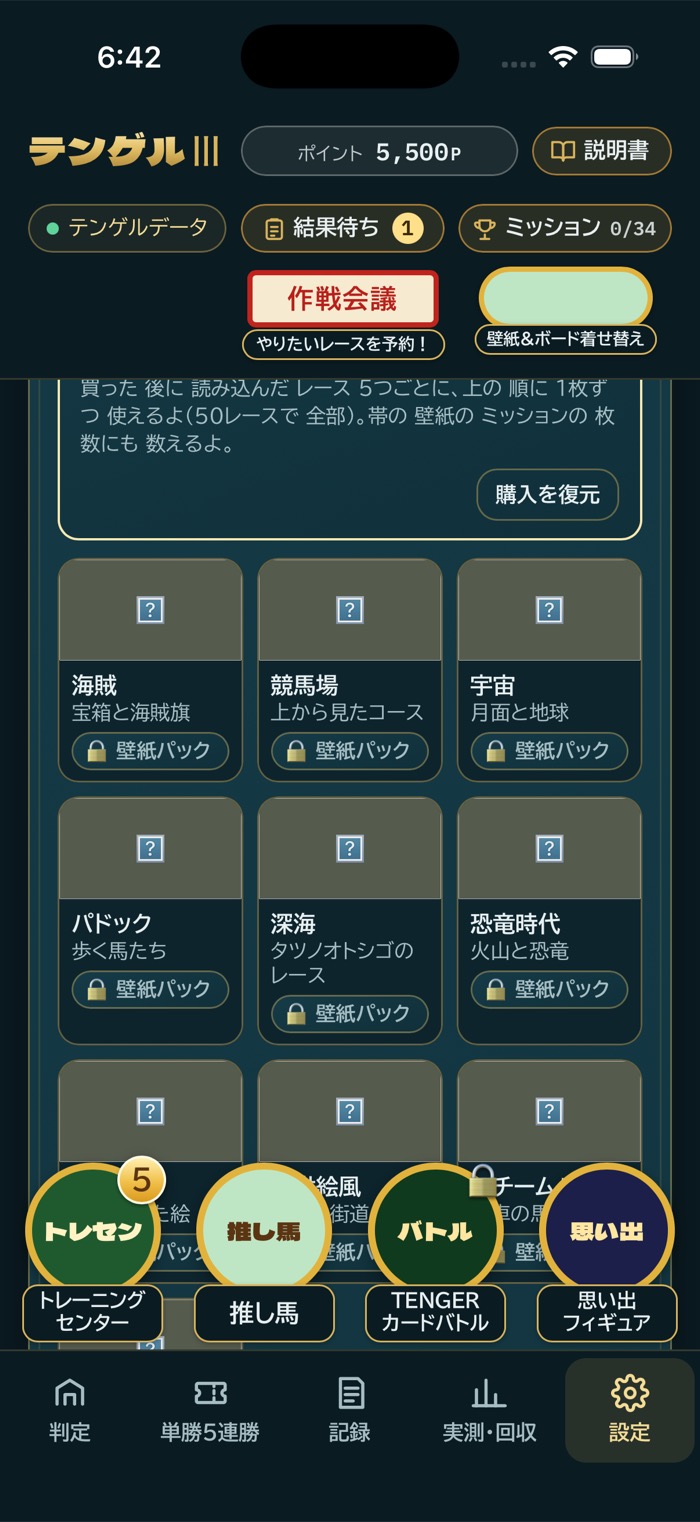 6:42
テンゲルIII
ポイント 5,500P
説明書
テンゲルデータ
結果待ち 1
ミッション 0/34
作戦会議
やりたいレースを予約！
壁紙&ボード着せ替え
買った 後に 読み込んだ レース 5つごとに、上の 順に 1枚ず
つ 使えるよ(50レースで 全部)。帯の 壁紙の ミッションの 枚
数にも 数えるよ。
購入を復元
海賊
宝箱と海賊旗
壁紙パック
競馬場
上から見たコース
壁紙パック
宇宙
月面と地球
壁紙パック
パドック
歩く馬たち
壁紙パック
深海
タツノオトシゴの
レース
壁紙パック
恐竜時代
火山と恐竜
壁紙パック
絵風
チーム
街道
5
トレセン
推し馬
バトル
思い出
トレーニング
センター
推し馬
TENGER
カードバトル
思い出
フィギュア
判定
単勝5連勝
記録
実測・回収
設定